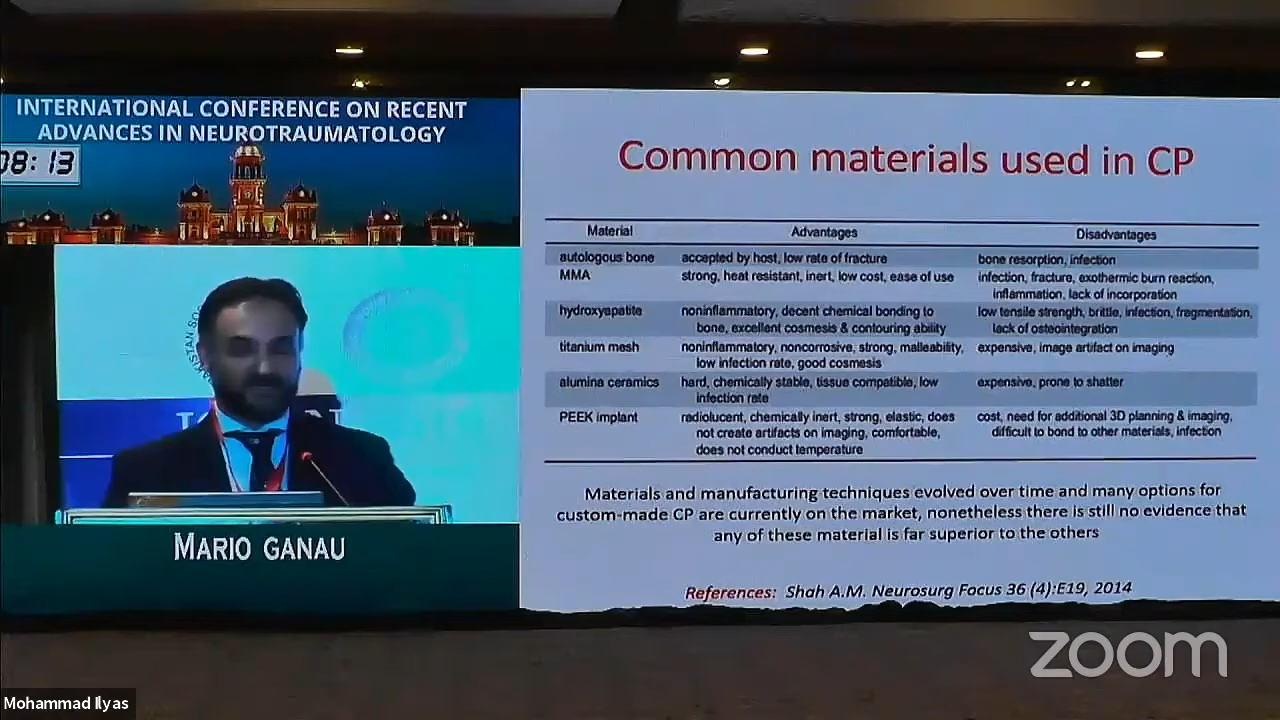 INTERNATIONAL CONFERENCE ON RECENT
ADVANCES IN NEUROTRAUMATOLOGY
08:13
MARIO GANAU
Common materials used in CP
Material Advantages Disadvantages
autologous bone accepted by host, low rate of fracture bone resorption, infection
MMA strong, heat resistant, inert, low cost, ease of use infection, fracture, exothermic burn reaction,
inflammation, lack of incorporation
hydroxyapatite noninflammatory, decent chemical bonding to low tensile strength, brittle, infection, fragmentation,
bone, excellent cosmesis & contouring ability lack of osteointegration
titanium mesh noninflammatory, noncorrosive, strong, malleability, expensive, image artifact on imaging
low infection rate, good cosmesis
alumina ceramics hard, chemically stable, tissue compatible, low expensive, prone to shatter
infection rate
PEEK implant radiolucent, chemically inert, strong, elastic, does cost, need for additional 3D planning & imaging,
not create artifacts on imaging, comfortable, difficult to bond to other materials, infection
does not conduct temperature
Materials and manufacturing techniques evolved over time and many options for
custom-made CP are currently on the market, nonetheless there is still no evidence that
any of these material is far superior to the others
References: Shah A.M. Neurosurg Focus 36 (4):E19, 2014
zoom
Mohammad Ilyas